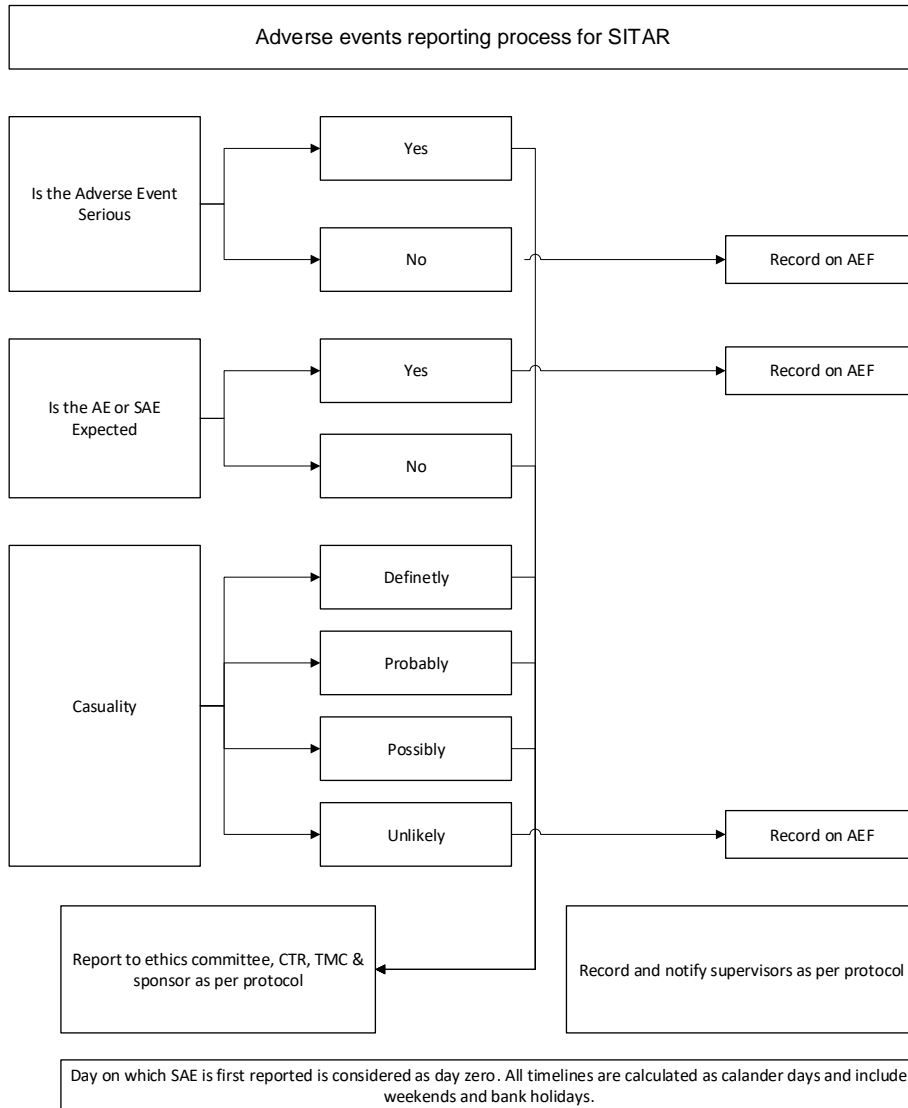 Adverse events reporting process for SITAR
Is the Adverse Event
Serious
Yes
No
Record on AEF
Is the AE or SAE
Expected
Yes
Record on AEF
No
Casuality
Definetly
Probably
Possibly
Unlikely
Record on AEF
Report to ethics committee, CTR, TMC &
sponsor as per protocol
Record and notify supervisors as per protocol
Day on which SAE is first reported is considered as day zero. All timelines are calculated as calander days and include
weekends and bank holidays.